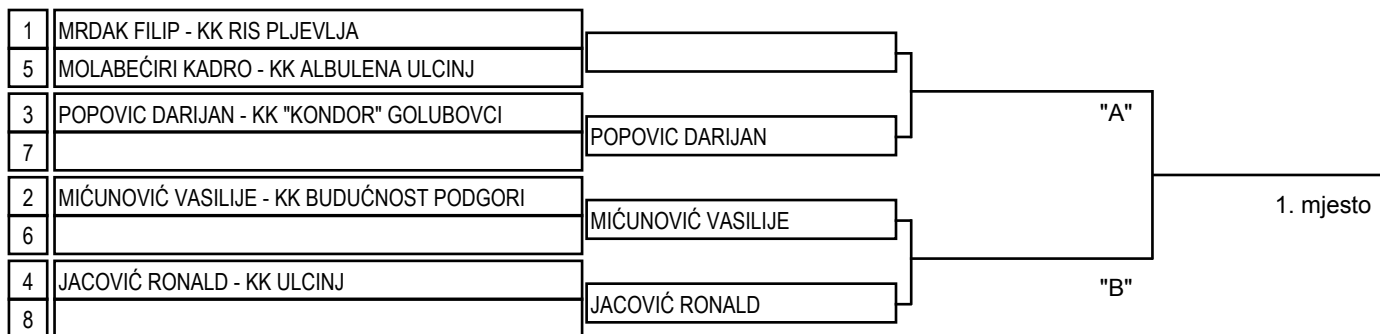 1 MRDAK FILIP - KK RIS PLJEVLJA
5 MOLABEĆIRI KADRO - KK ALBULENA ULCINJ
3 POPOVIC DARIJAN - KK "KONDOR" GOLUBOVCI
7
POPOVIC DARIJAN
"A"
2 MIĆUNOVIĆ VASILIJE - KK BUDUĆNOST PODGORI
6
MIĆUNOVIĆ VASILIJE
1. mjesto
4 JACOVIĆ RONALD - KK ULCINJ
8
JACOVIĆ RONALD
"B"